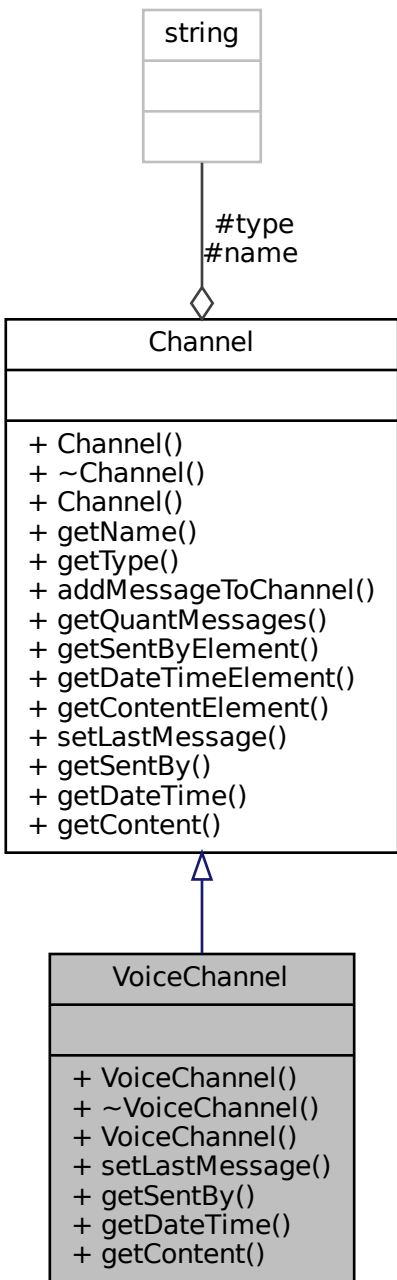 string
#type
#name
Channel
+ Channel()
+ ~Channel()
+ Channel()
+ getName()
+ getType()
+ addMessageToChannel()
+ getQuantMessages()
+ getSentByElement()
+ getDateTimeElement()
+ getContentElement()
+ setLastMessage()
+ getSentBy()
+ getDateTime()
+ getContent()
VoiceChannel
+ VoiceChannel()
+ ~VoiceChannel()
+ VoiceChannel()
+ setLastMessage()
+ getSentBy()
+ getDateTime()
+ getContent()